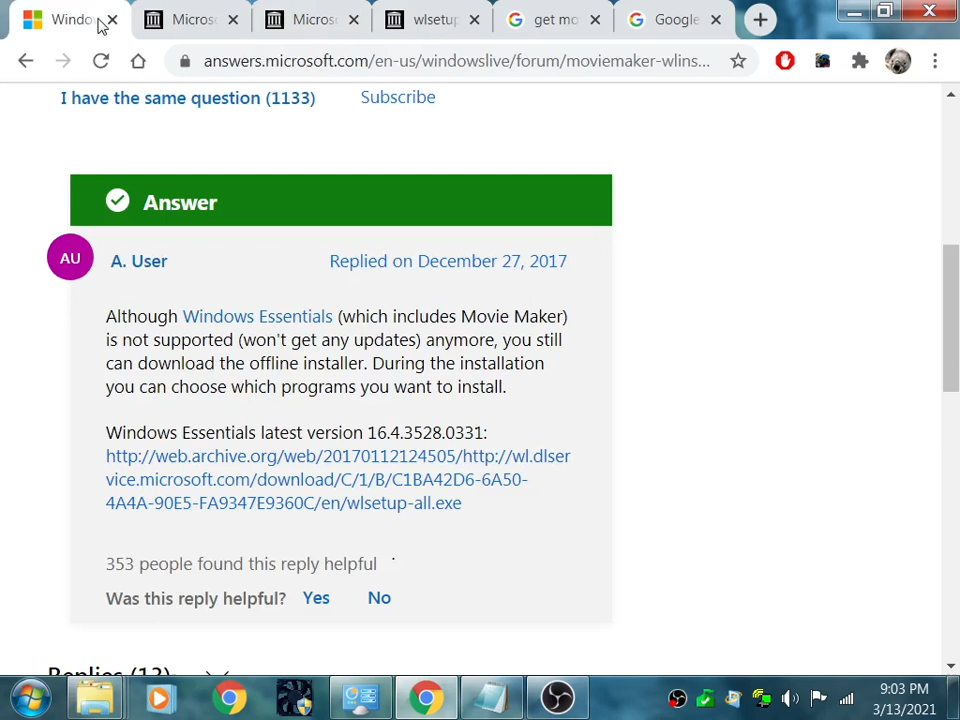 Windo
Micros
Micros
wlsetup
get mo
Google
answers.microsoft.com/en-us/windowslive/forum/moviemaker-wlins...
I have the same question (1133)
Subscribe
Answer
AU
A. User
Replied on December 27, 2017
Although Windows Essentials (which includes Movie Maker)
is not supported (won't get any updates) anymore, you still
can download the offline installer. During the installation
you can choose which programs you want to install.
Windows Essentials latest version 16.4.3528.0331:
http://web.archive.org/web/20170112124505/http://wl.dlser
vice.microsoft.com/download/C/1/B/C1BA42D6-6A50-
4A4A-90E5-FA9347E9360C/en/wlsetup-all.exe
353 people found this reply helpful
Was this reply helpful?
Yes
No
Replies (13)
9:03 PM
3/13/2021